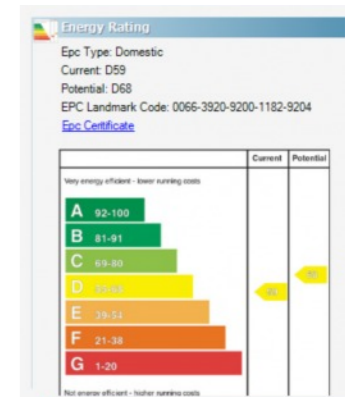 Energy Rating
Epc Type: Domestic
Current: D59
Potential: D68
EPC Landmark Code: 0066-3920-9200-1182-9204
Epc Certificate
Current Potential
Very energy efficient - lower running costs
A 92-100
B 81-91
C 69-80
D
E 39-54
F 21-38
G 1-20
Not energy efficient - higher running costs